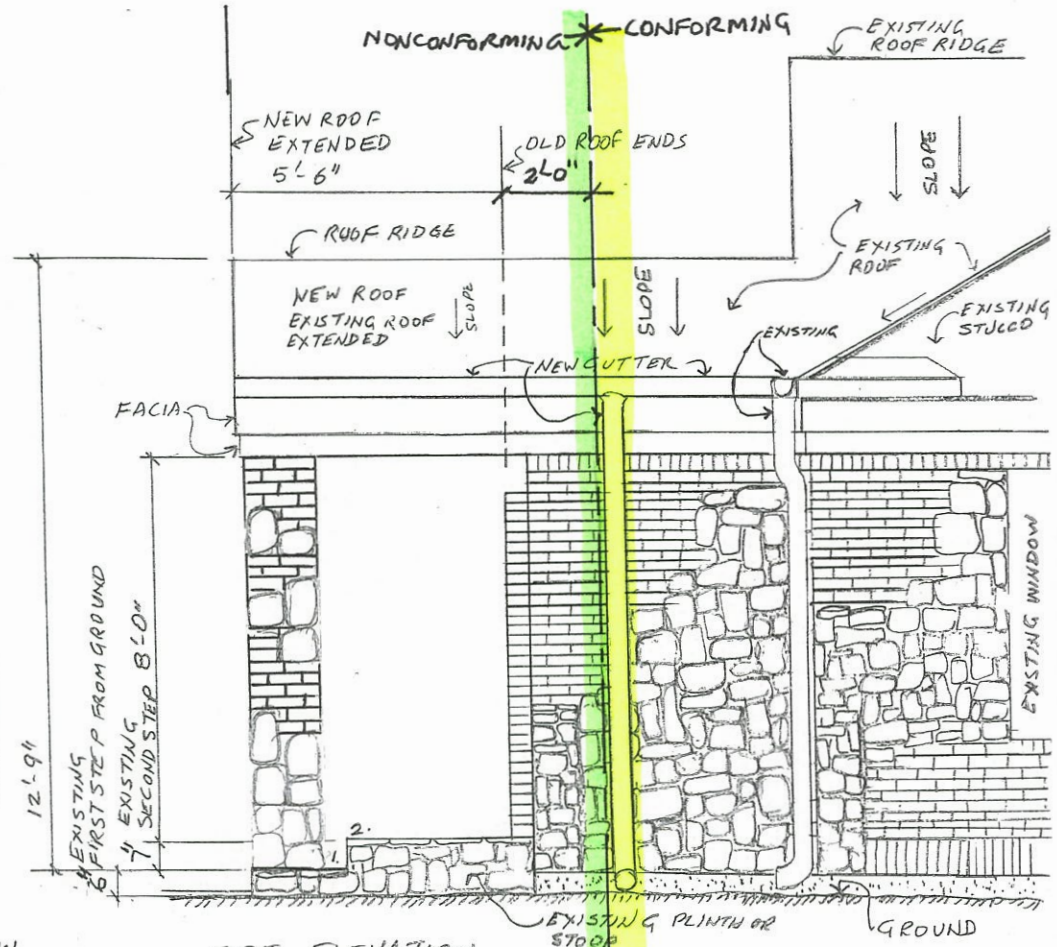 NONCONFORMING
CONFORMING
EXISTING
ROOF RIDGE
NEW ROOF
EXTENDED
5'-6"
OLD ROOF ENDS
2'-0"
SLOPE
ROOF RIDGE
EXISTING
ROOF
NEW ROOF
EXISTING ROOF
EXTENDED
SLOPE
SLOPE
EXISTING
STUCCO
EXISTING
NEW GUTTER
FACIA
EXISTING WINDOW
12'-9"
6" EXISTING
FIRST STEP FROM GROUND
7" EXISTING
SECOND STEP 8'-0"
2.
1.
EXISTING PLINTH OR
STOOP
GROUND